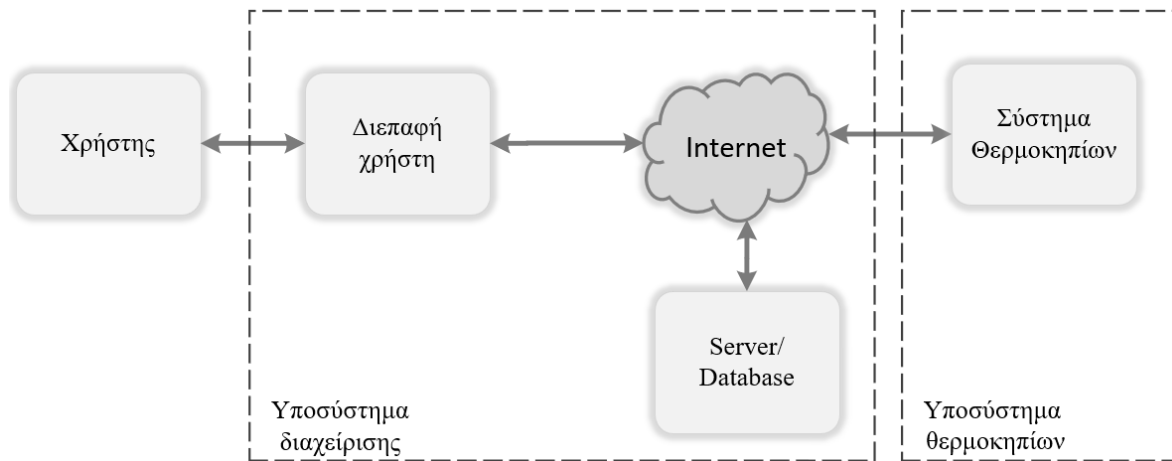 Χρήστης
Διεπαφή
χρήστη
Internet
Σύστημα
Θερμοκηπίων
Server/
Database
Υποσύστημα
διαχείρισης
Υποσύστημα
θερμοκηπίων